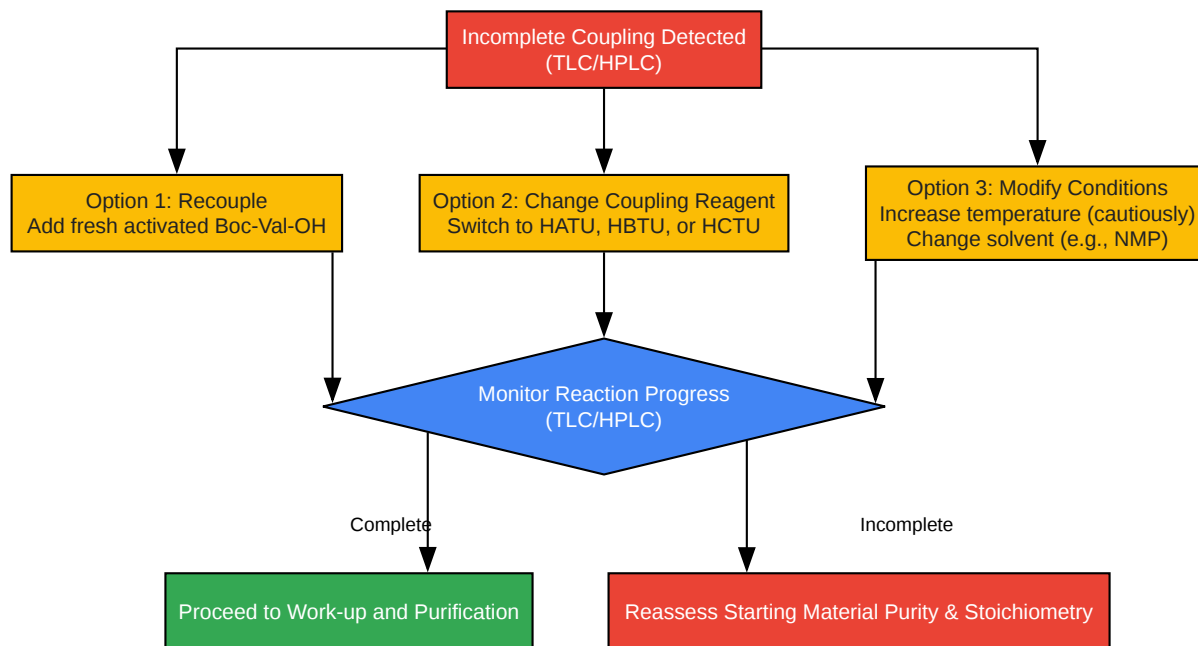 Incomplete Coupling Detected
(TLC/HPLC)
Option 1: Recouple
Add fresh activated Boc-Val-OH
Option 2: Change Coupling Reagent
Switch to HATU, HBTU, or HCTU
Option 3: Modify Conditions
Increase temperature (cautiously)
Change solvent (e.g., NMP)
Monitor Reaction Progress
(TLC/HPLC)
Complete
Incomplete
Proceed to Work-up and Purification
Reassess Starting Material Purity & Stoichiometry